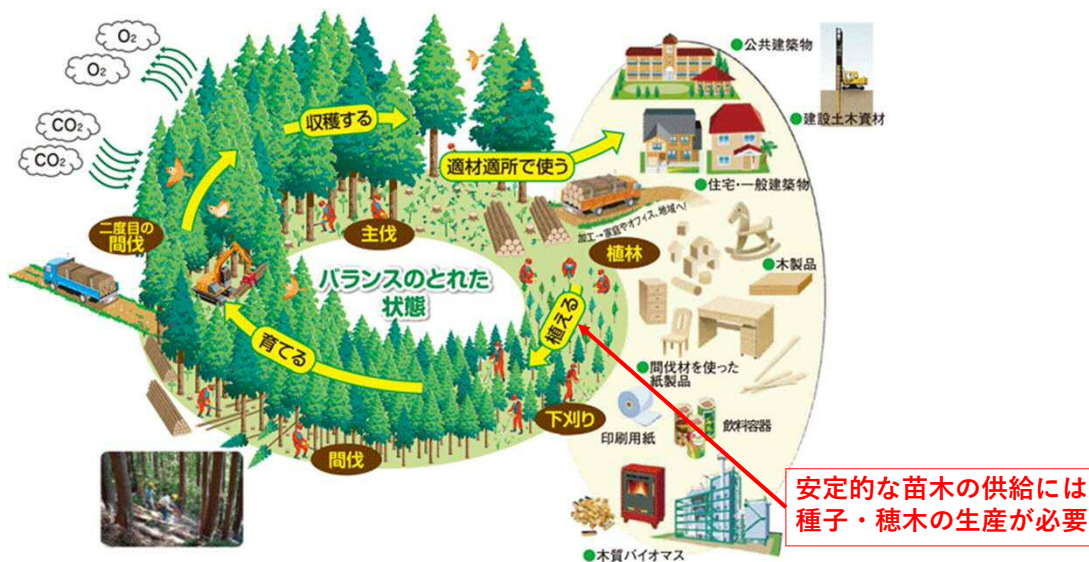 O₂
O₂
CO₂
CO₂
収穫する
適材適所で使う
公共建築物
建設土木資材
住宅・一般建築物
加工→家庭やオフィス、地域へ!
二度目の
間伐
主伐
植林
木製品
バランスのとれた
状態
植える
育てる
間伐材を使った
紙製品
下刈り
印刷用紙
飲料容器
間伐
木質バイオマス
安定的な苗木の供給には
種子・穂木の生産が必要